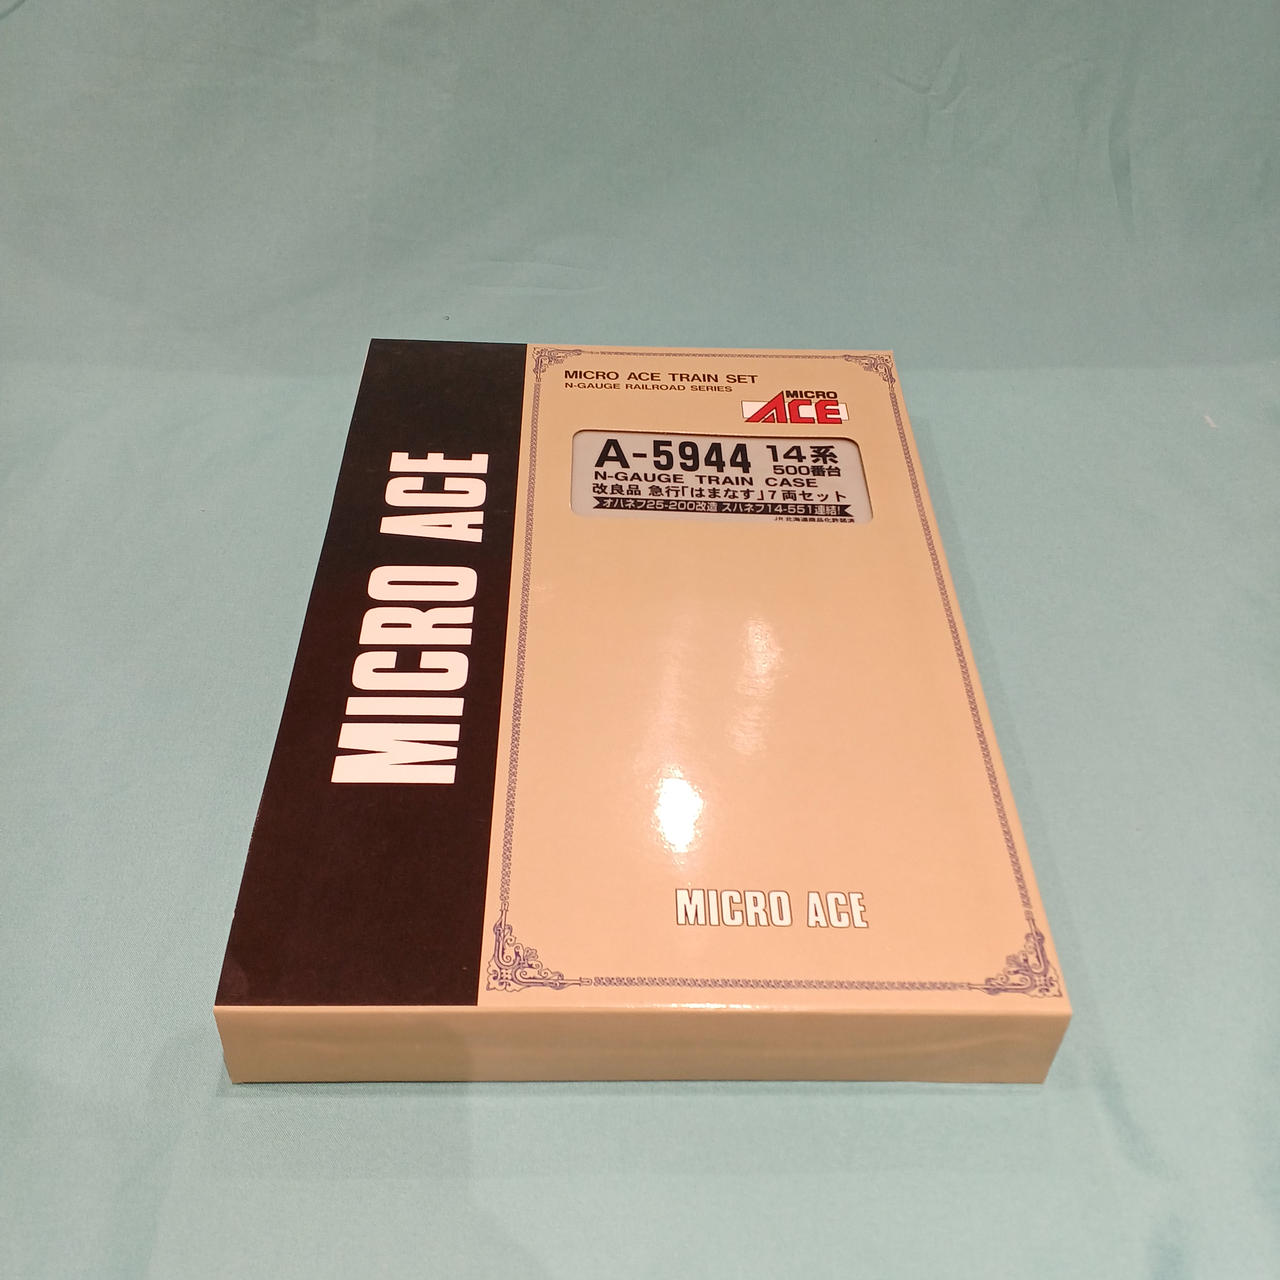 MICRO ACE
MICRO ACE TRAIN SET
N-GAUGE RAILROAD SERIES
MICRO
ACE
A-5944 14系
500番台
N-GAUGE TRAIN CASE
改良品 急行「はまなす」7両セット
オハネフ25-200改造 スハネフ14-551連結!
JR北海道商品化許諾済
MICRO ACE